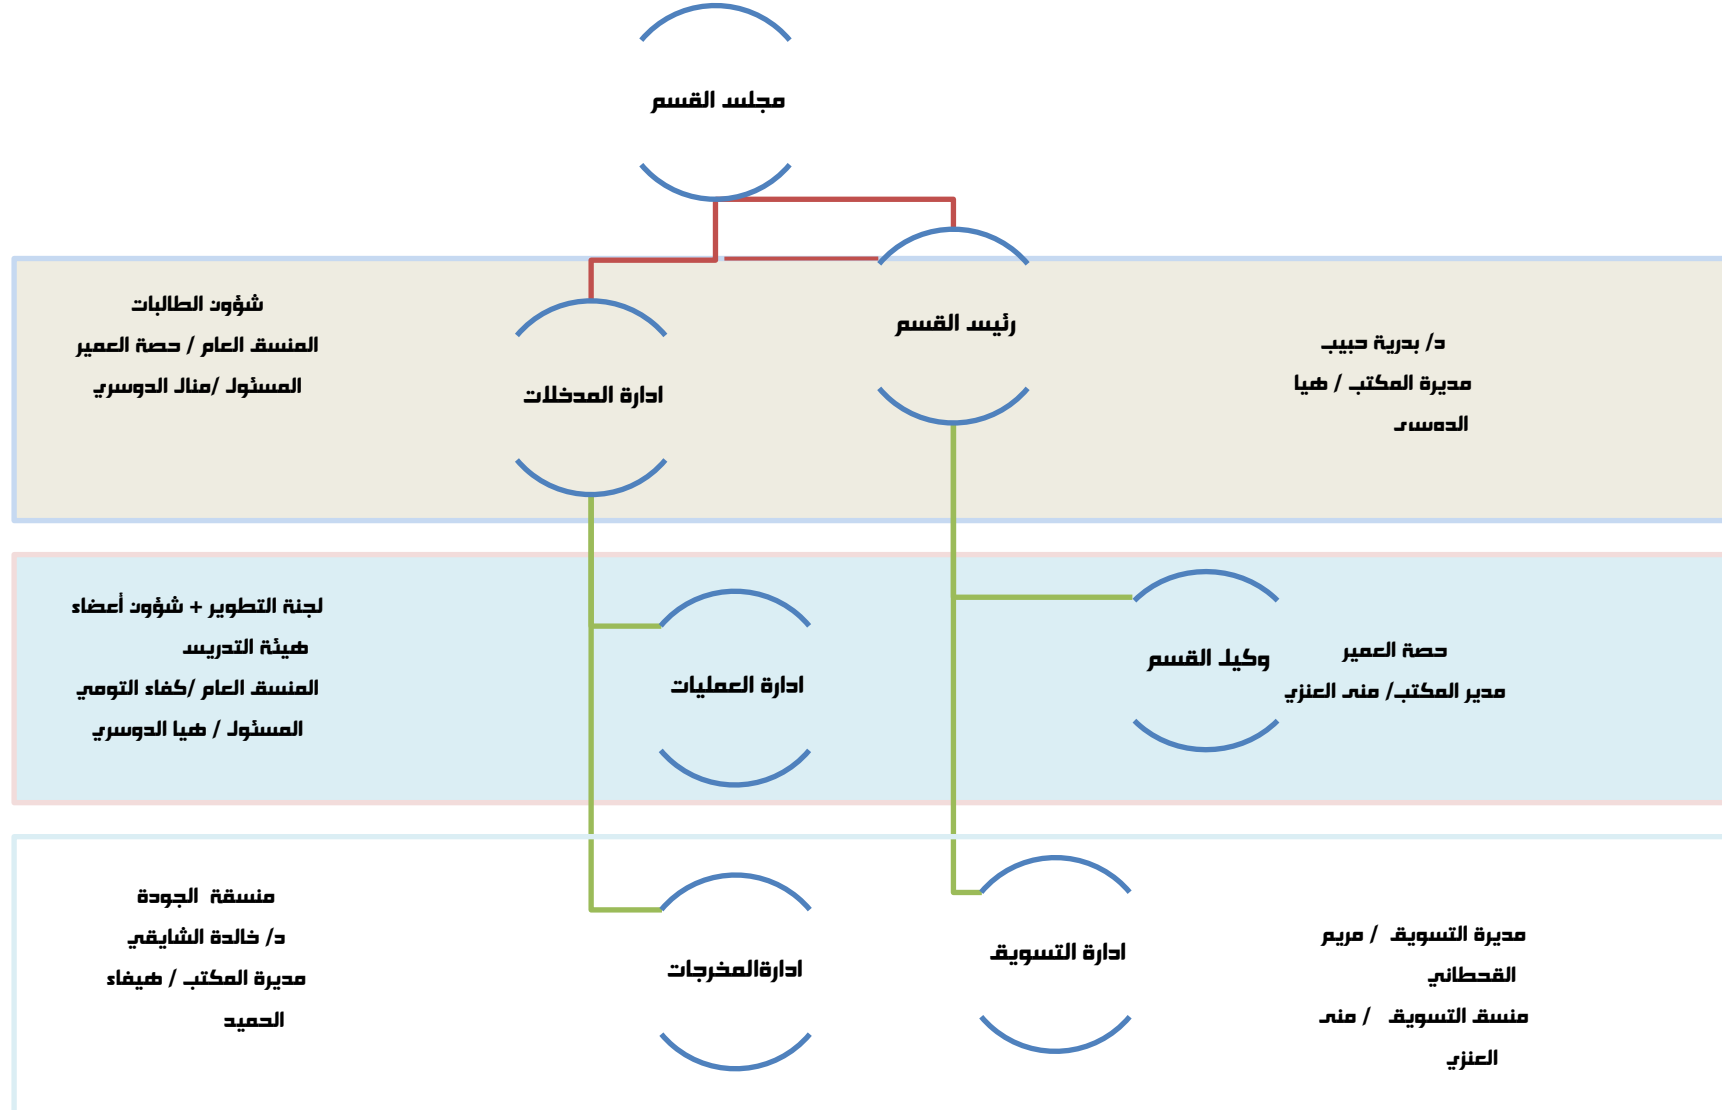 مجلس القسم
رئيس القسم
د/ بدرية حبيب
مديرة المكتب / هيا
الدوسري
ادارة المدخلات
شؤون الطالبات
المنسق العام / حصة العمير
المسئول /منال الدوسري
وكيل القسم
حصة العمير
مدير المكتب/ منى العنزي
ادارة العمليات
لجنة التطوير + شؤون أعضاء
هيئة التدريس
المنسق العام /كفاء التومي
المسئول / هيا الدوسري
ادارة التسويق
مديرة التسويق / مريم
القحطاني
منسق التسويق / منى
العنزي
ادارةالمخرجات
منسقة الجودة
د/ خالدة الشايقي
مديرة المكتب / هيفاء
الحميد